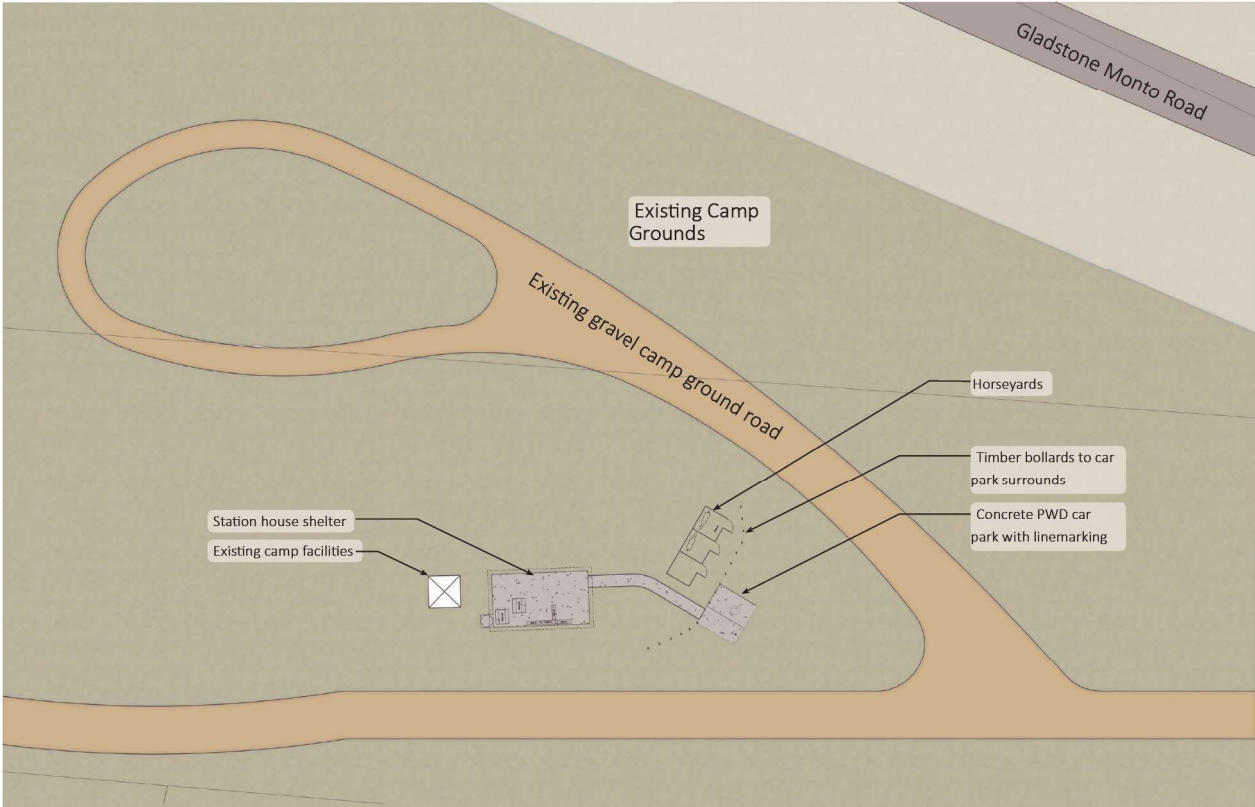 Gladstone Monto Road
Existing Camp
Grounds
Existing gravel camp ground road
Horseyards
Timber bollards to car
park surrounds
Concrete PWD car
park with linemarking
Station house shelter
Existing camp facilities